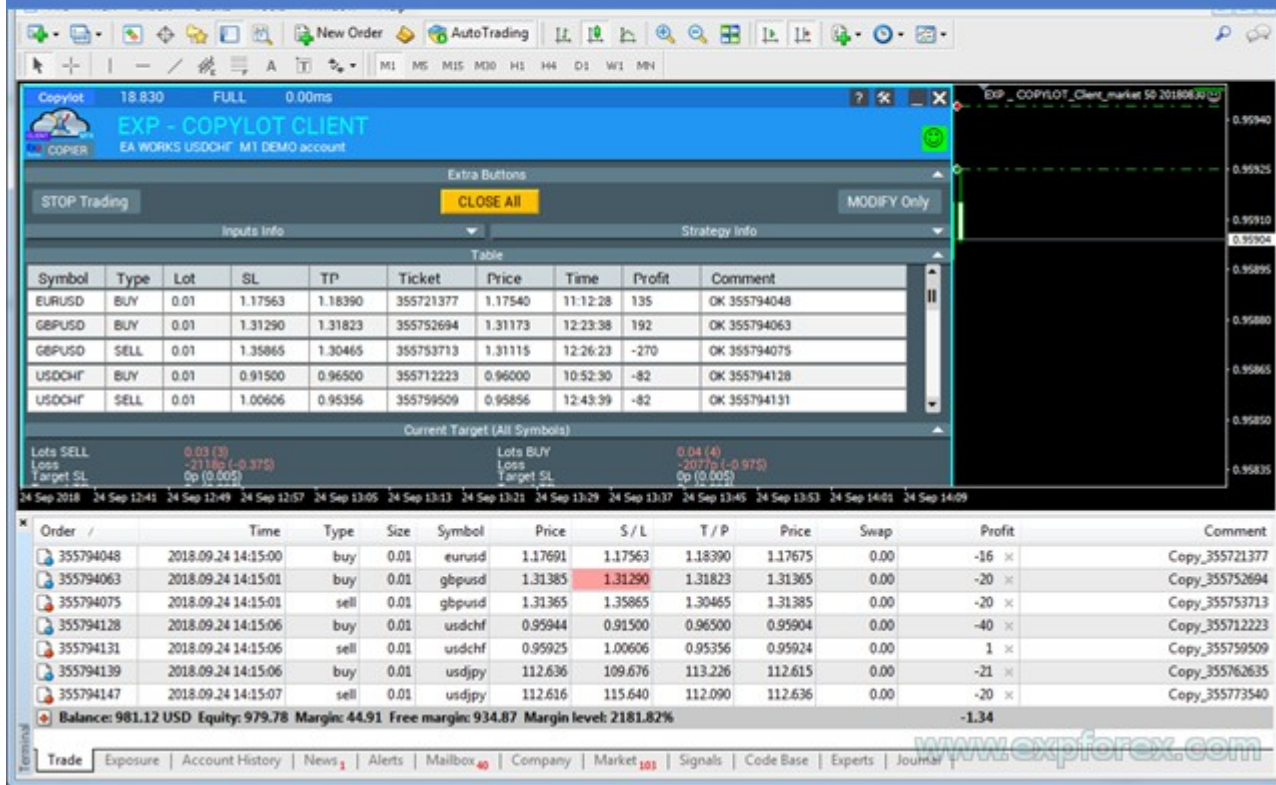 New Order AutoTrading
A T M1 M5 M15 M30 H1 H4 D1 W1 MN
Copylot 18.830 FULL 0.00ms ?
EXP _ COPYLOT_Client_market 50 20180630
EXP - COPYLOT CLIENT
COPIER EA WORKS USDCHF M1 DEMO account
Extra Buttons
STOP Trading CLOSE All MODIFY Only
Inputs Info Strategy Info
Table
Symbol Type Lot SL TP Ticket Price Time Profit Comment
EURUSD BUY 0.01 1.17563 1.18390 355721377 1.17540 11:12:28 135 OK 355794048
GBPUSD BUY 0.01 1.31290 1.31823 355752694 1.31173 12:23:38 192 OK 355794063
GBPUSD SELL 0.01 1.35865 1.30465 355753713 1.31115 12:26:23 -270 OK 355794075
USDCHF BUY 0.01 0.91500 0.96500 355712223 0.96000 10:52:30 -82 OK 355794128
USDCHF SELL 0.01 1.00606 0.95356 355759509 0.95856 12:43:39 -82 OK 355794131
Current Target (All Symbols)
Lots SELL 0.03 (3) Lots BUY 0.04 (4)
Loss -2118p (-0.37$) Loss -2077p (-0.97$)
Target SL 0p (0.00$) Target SL 0p (0.00$)
0.95940
0.95925
0.95910
0.95904
0.95895
0.95880
0.95865
0.95850
0.95835
24 Sep 2018 24 Sep 12:41 24 Sep 12:49 24 Sep 12:57 24 Sep 13:05 24 Sep 13:13 24 Sep 13:21 24 Sep 13:29 24 Sep 13:37 24 Sep 13:45 24 Sep 13:53 24 Sep 14:01 24 Sep 14:09
Order / Time Type Size Symbol Price S / L T / P Price Swap Profit Comment
355794048 2018.09.24 14:15:00 buy 0.01 eurusd 1.17691 1.17563 1.18390 1.17675 0.00 -16 Copy_355721377
355794063 2018.09.24 14:15:01 buy 0.01 gbpusd 1.31385 1.31290 1.31823 1.31365 0.00 -20 Copy_355752694
355794075 2018.09.24 14:15:01 sell 0.01 gbpusd 1.31365 1.35865 1.30465 1.31385 0.00 -20 Copy_355753713
355794128 2018.09.24 14:15:06 buy 0.01 usdchf 0.95944 0.91500 0.96500 0.95904 0.00 -40 Copy_355712223
355794131 2018.09.24 14:15:06 sell 0.01 usdchf 0.95925 1.00606 0.95356 0.95924 0.00 1 Copy_355759509
355794139 2018.09.24 14:15:06 buy 0.01 usdjpy 112.636 109.676 113.226 112.615 0.00 -21 Copy_355762635
355794147 2018.09.24 14:15:07 sell 0.01 usdjpy 112.616 115.640 112.090 112.636 0.00 -20 Copy_355773540
Balance: 981.12 USD Equity: 979.78 Margin: 44.91 Free margin: 934.87 Margin level: 2181.82% -1.34
www.expforex.com
Terminal
Trade Exposure Account History News 1 Alerts Mailbox 40 Company Market 103 Signals Code Base Experts Journal